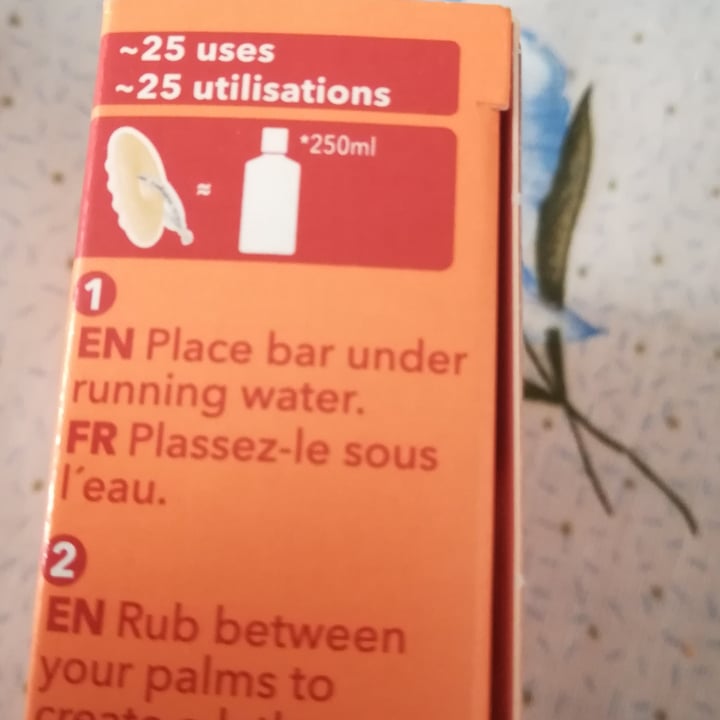 ~25 uses
~25 utilisations
≈ *250ml
1
EN Place bar under
running water.
FR Plassez-le sous
l´eau.
2
EN Rub between
your palms to
create a